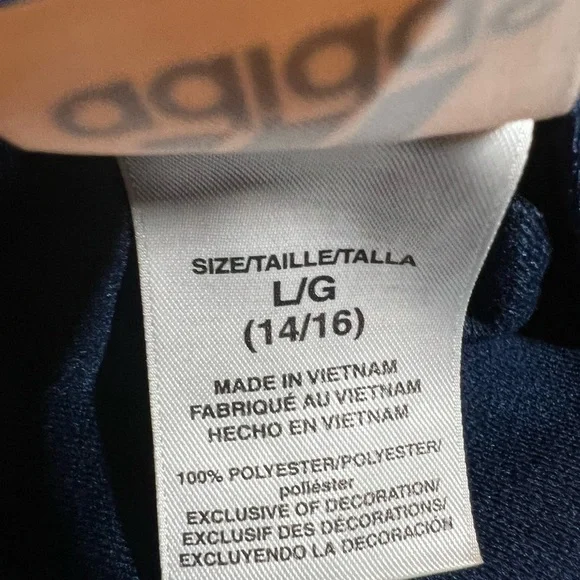 adidas
SIZE/TAILLE/TALLA
L/G
(14/16)
MADE IN VIETNAM
FABRIQUÉ AU VIETNAM
HECHO EN VIETNAM
100% POLYESTER/POLYESTER/
poliéster
EXCLUSIVE OF DECORATION/
EXCLUSIF DES DÉCORATIONS/
EXCLUYENDO LA DECORACIÓN